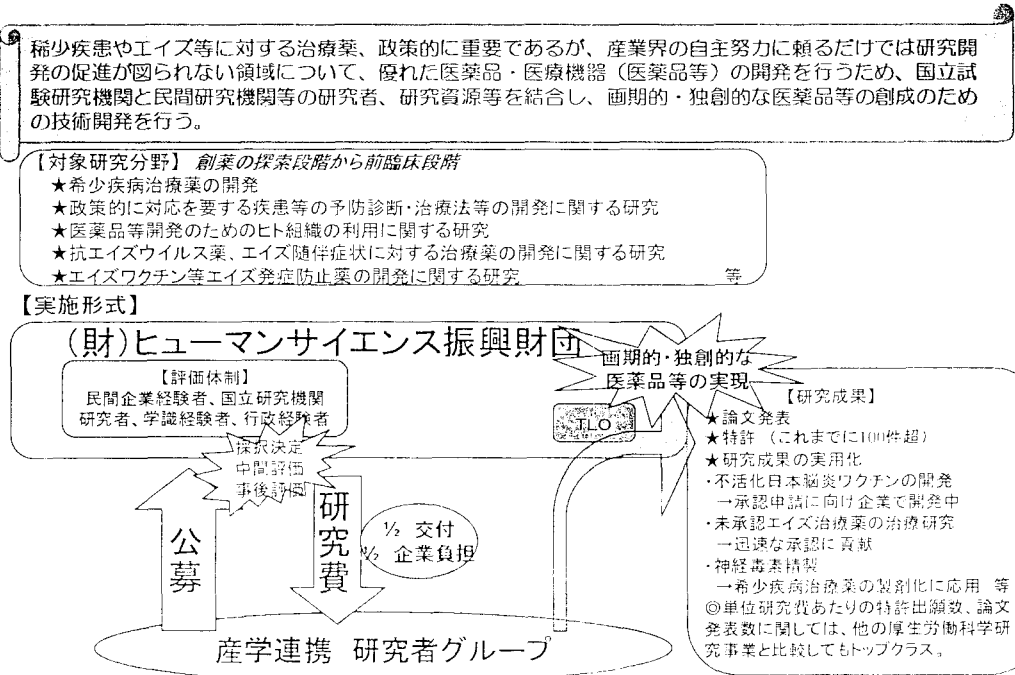 稀少疾患やエイズ等に対する治療薬、政策的に重要であるが、産業界の自主努力に頼るだけでは研究開
発の促進が図られない領域について、優れた医薬品・医療機器（医薬品等）の開発を行うため、国立試
験研究機関と民間研究機関等の研究者、研究資源等を結合し、画期的・独創的な医薬品等の創成のため
の技術開発を行う。
【対象研究分野】 創薬の探索段階から前臨床段階
★希少疾病治療薬の開発
★政策的に対応を要する疾患等の予防診断・治療法等の開発に関する研究
★医薬品等開発のためのヒト組織の利用に関する研究
★抗エイズウイルス薬、エイズ随伴症状に対する治療薬の開発に関する研究
★エイズワクチン等エイズ発症防止薬の開発に関する研究 等
【実施形式】
（財）ヒューマンサイエンス振興財団
【評価体制】
民間企業経験者、国立研究機関
研究者、学識経験者、行政経験者
採択決定
中間評価
事後評価
公募
研究費
½ 交付
½ 企業負担
産学連携 研究者グループ
TLO
画期的・独創的な
医薬品等の実現
【研究成果】
★論文発表
★特許（これまでに100件超）
★研究成果の実用化
・不活化日本脳炎ワクチンの開発
→承認申請に向け企業で開発中
・未承認エイズ治療薬の治療研究
→迅速な承認に貢献
・神経毒素精製
→希少疾病治療薬の製剤化に応用 等
◎単位研究費あたりの特許出願数、論文
発表数に関しては、他の厚生労働科学研
究事業と比較してもトップクラス。